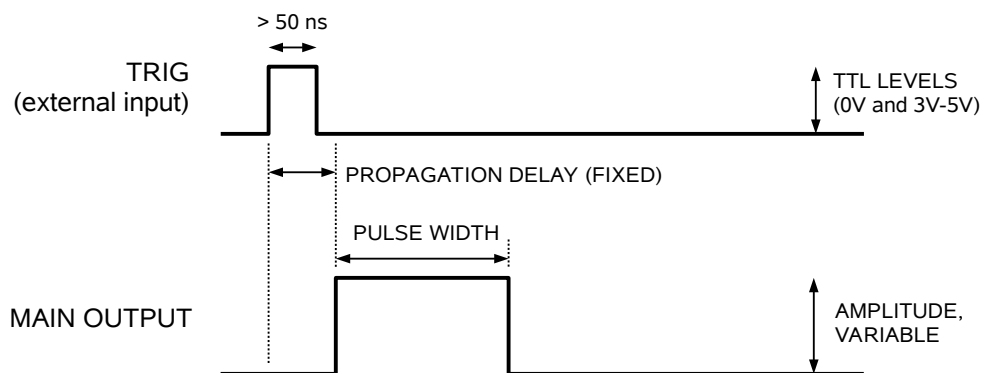 > 50 ns
TRIG
(external input)
TTL LEVELS
(0V and 3V-5V)
PROPAGATION DELAY (FIXED)
PULSE WIDTH
MAIN OUTPUT
AMPLITUDE,
VARIABLE